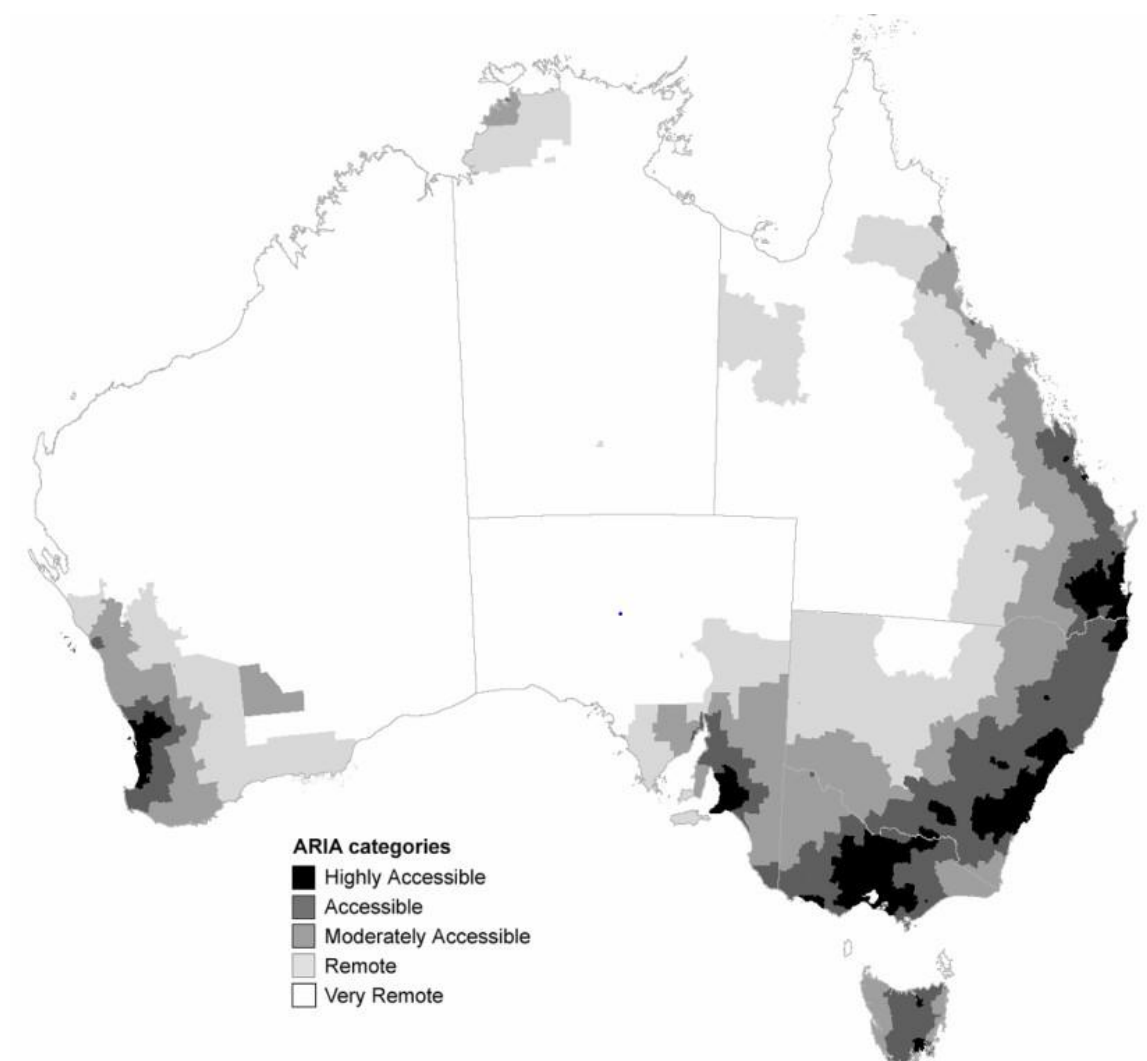 ARIA categories
Highly Accessible
Accessible
Moderately Accessible
Remote
Very Remote